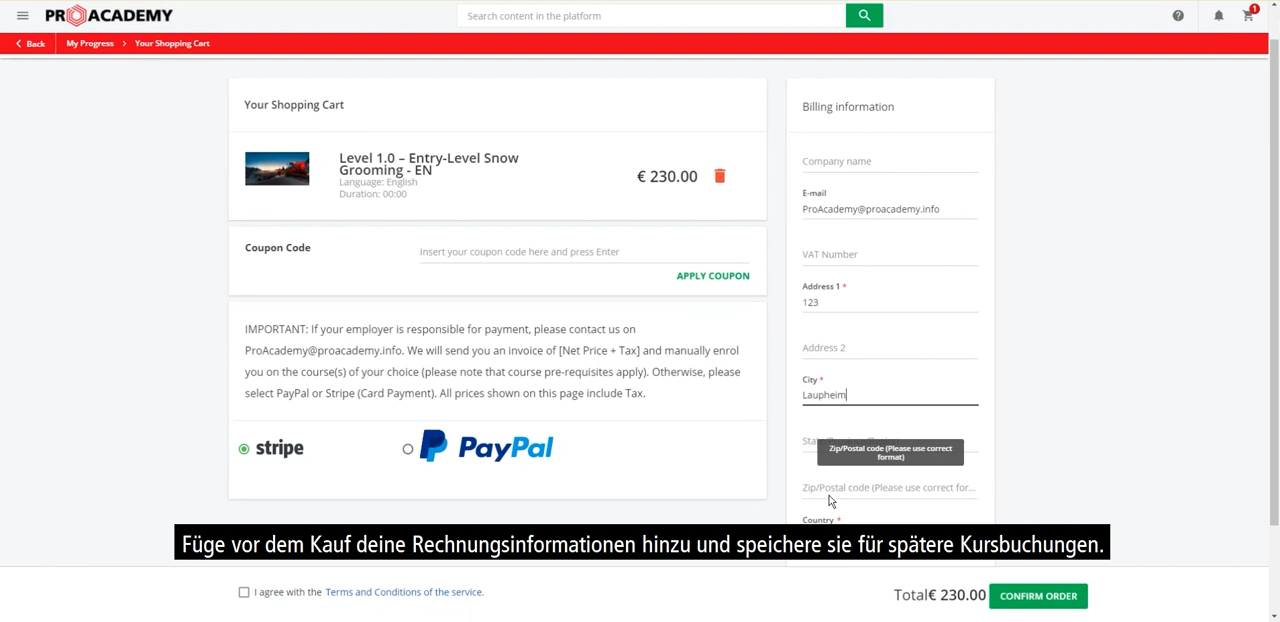 PRO ACADEMY
Search content in the platform
1
Back
My Progress > Your Shopping Cart
Your Shopping Cart
Level 1.0 – Entry-Level Snow
Grooming - EN
Language: English
Duration: 00:00
€ 230.00
Coupon Code
Insert your coupon code here and press Enter
APPLY COUPON
IMPORTANT: If your employer is responsible for payment, please contact us on
ProAcademy@proacademy.info. We will send you an invoice of [Net Price + Tax] and manually enrol
you on the course(s) of your choice (please note that course pre-requisites apply). Otherwise, please
select PayPal or Stripe (Card Payment). All prices shown on this page include Tax.
stripe
PayPal
Billing information
Company name
E-mail
ProAcademy@proacademy.info
VAT Number
Address 1 *
123
Address 2
City *
Laupheim
Zip/Postal code (Please use correct
format)
Zip/Postal code (Please use correct for...
Country *
Füge vor dem Kauf deine Rechnungsinformationen hinzu und speichere sie für spätere Kursbuchungen.
I agree with the Terms and Conditions of the service.
Total€ 230.00
CONFIRM ORDER